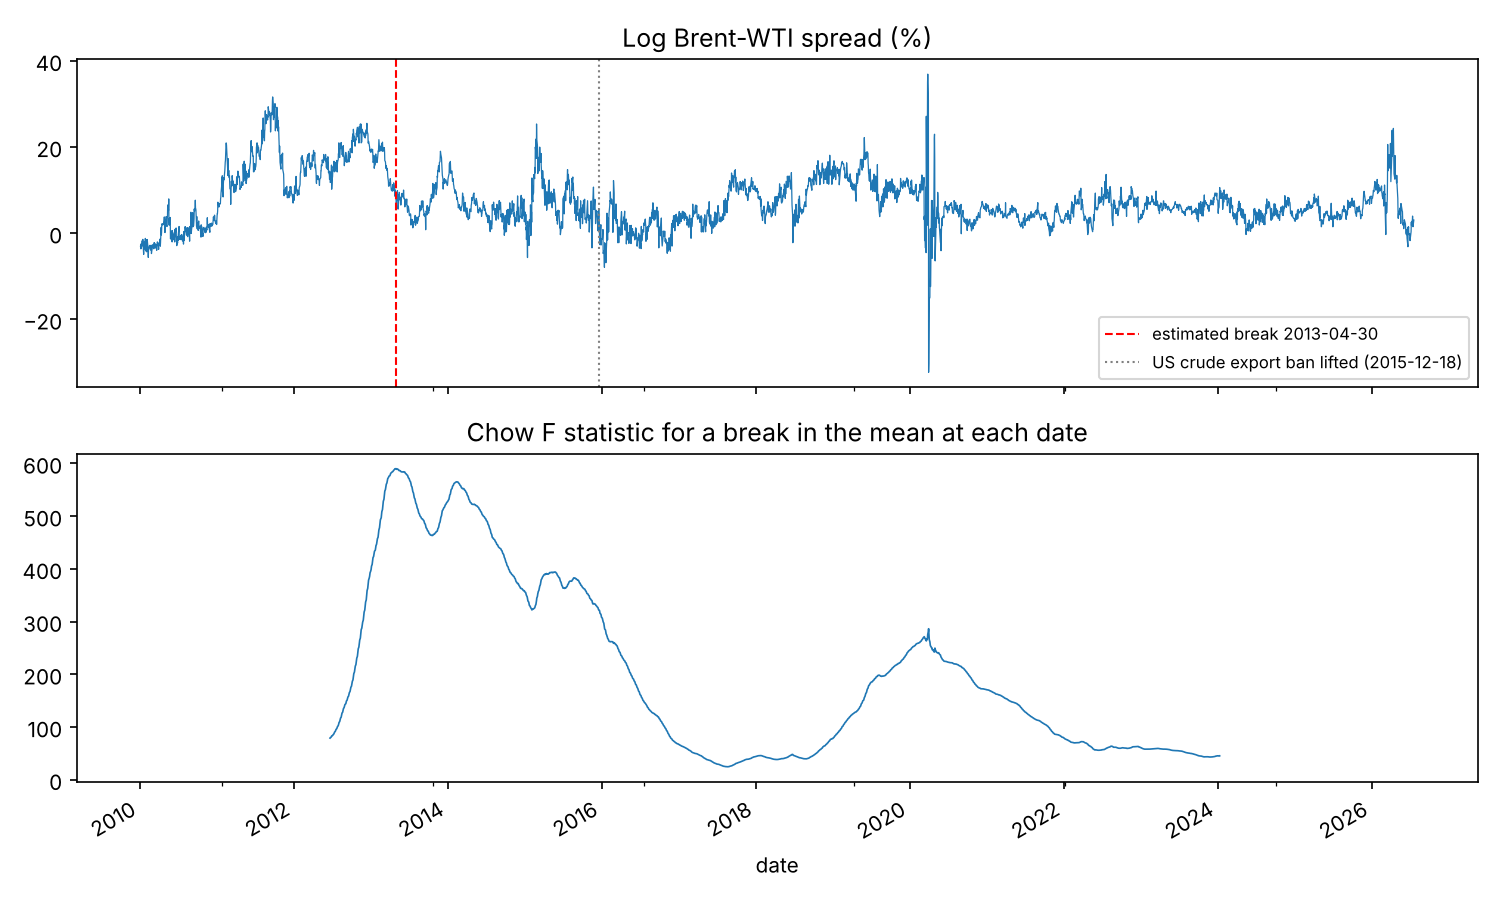 Log Brent-WTI spread (%)
40
20
0
−20
estimated break 2013-04-30
US crude export ban lifted (2015-12-18)
Chow F statistic for a break in the mean at each date
600
500
400
300
200
100
0
2010 2012 2014 2016 2018 2020 2022 2024 2026
date